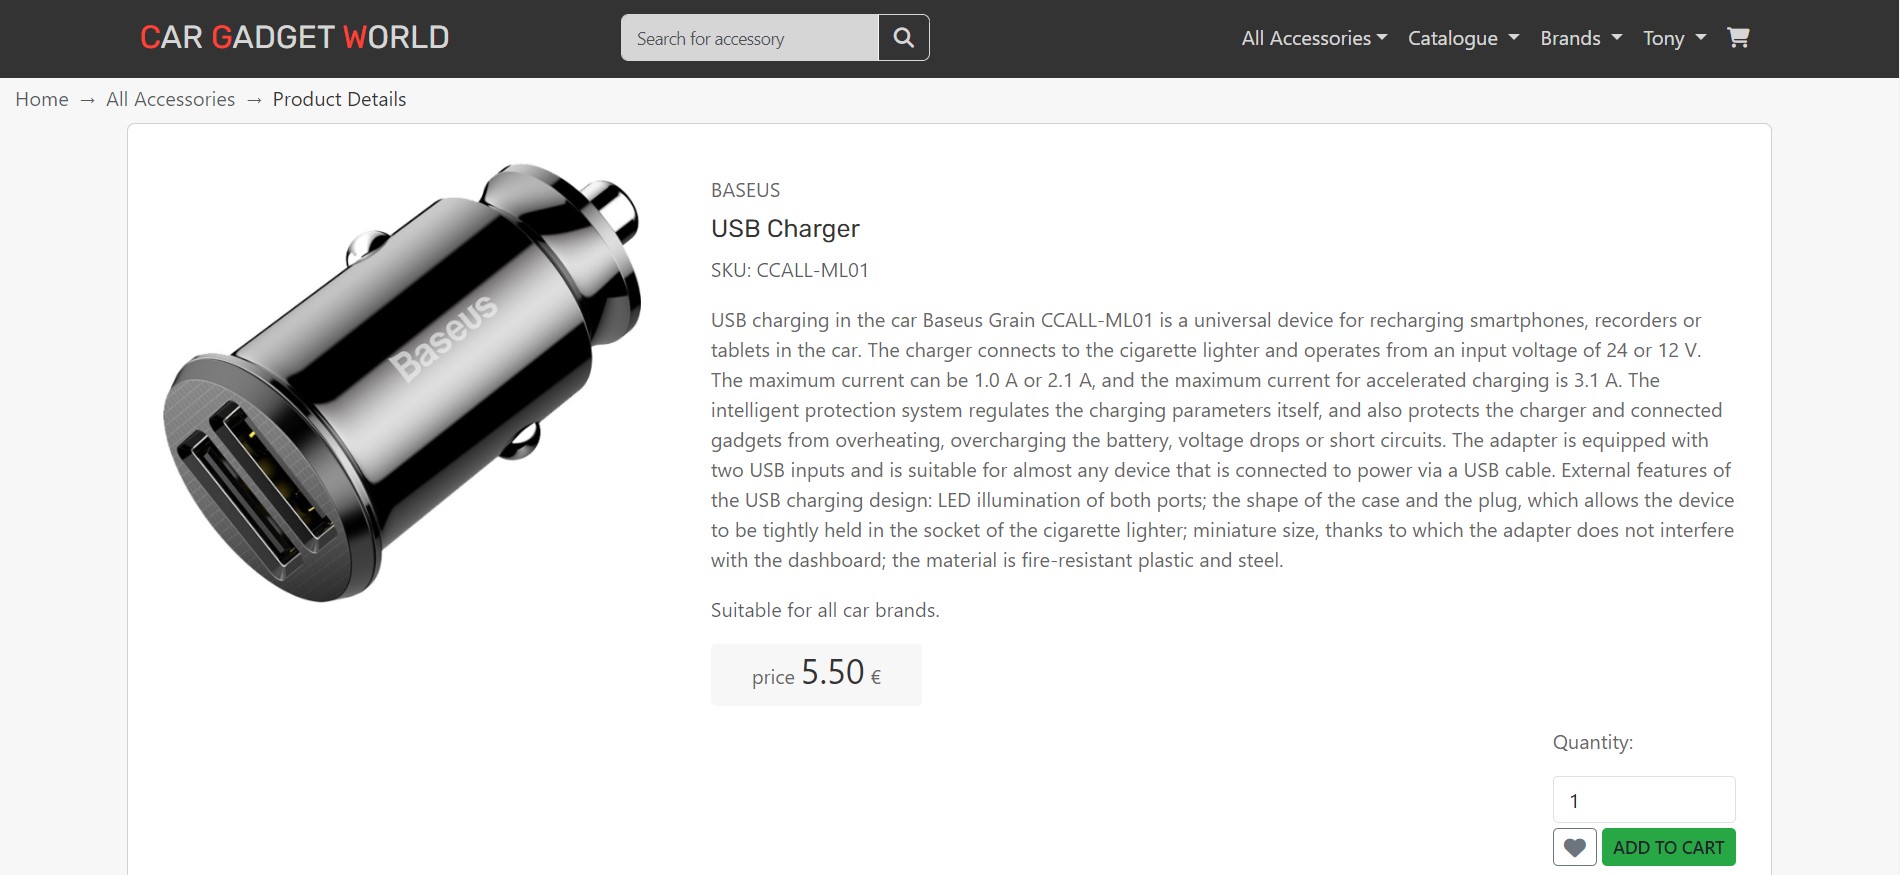 CAR GADGET WORLD
Search for accessory
All Accessories
Catalogue
Brands
Tony
Home → All Accessories → Product Details
Baseus
BASEUS
USB Charger
SKU: CCALL-ML01
USB charging in the car Baseus Grain CCALL-ML01 is a universal device for recharging smartphones, recorders or
tablets in the car. The charger connects to the cigarette lighter and operates from an input voltage of 24 or 12 V.
The maximum current can be 1.0 A or 2.1 A, and the maximum current for accelerated charging is 3.1 A. The
intelligent protection system regulates the charging parameters itself, and also protects the charger and connected
gadgets from overheating, overcharging the battery, voltage drops or short circuits. The adapter is equipped with
two USB inputs and is suitable for almost any device that is connected to power via a USB cable. External features of
the USB charging design: LED illumination of both ports; the shape of the case and the plug, which allows the device
to be tightly held in the socket of the cigarette lighter; miniature size, thanks to which the adapter does not interfere
with the dashboard; the material is fire-resistant plastic and steel.
Suitable for all car brands.
price 5.50 €
Quantity:
1
ADD TO CART